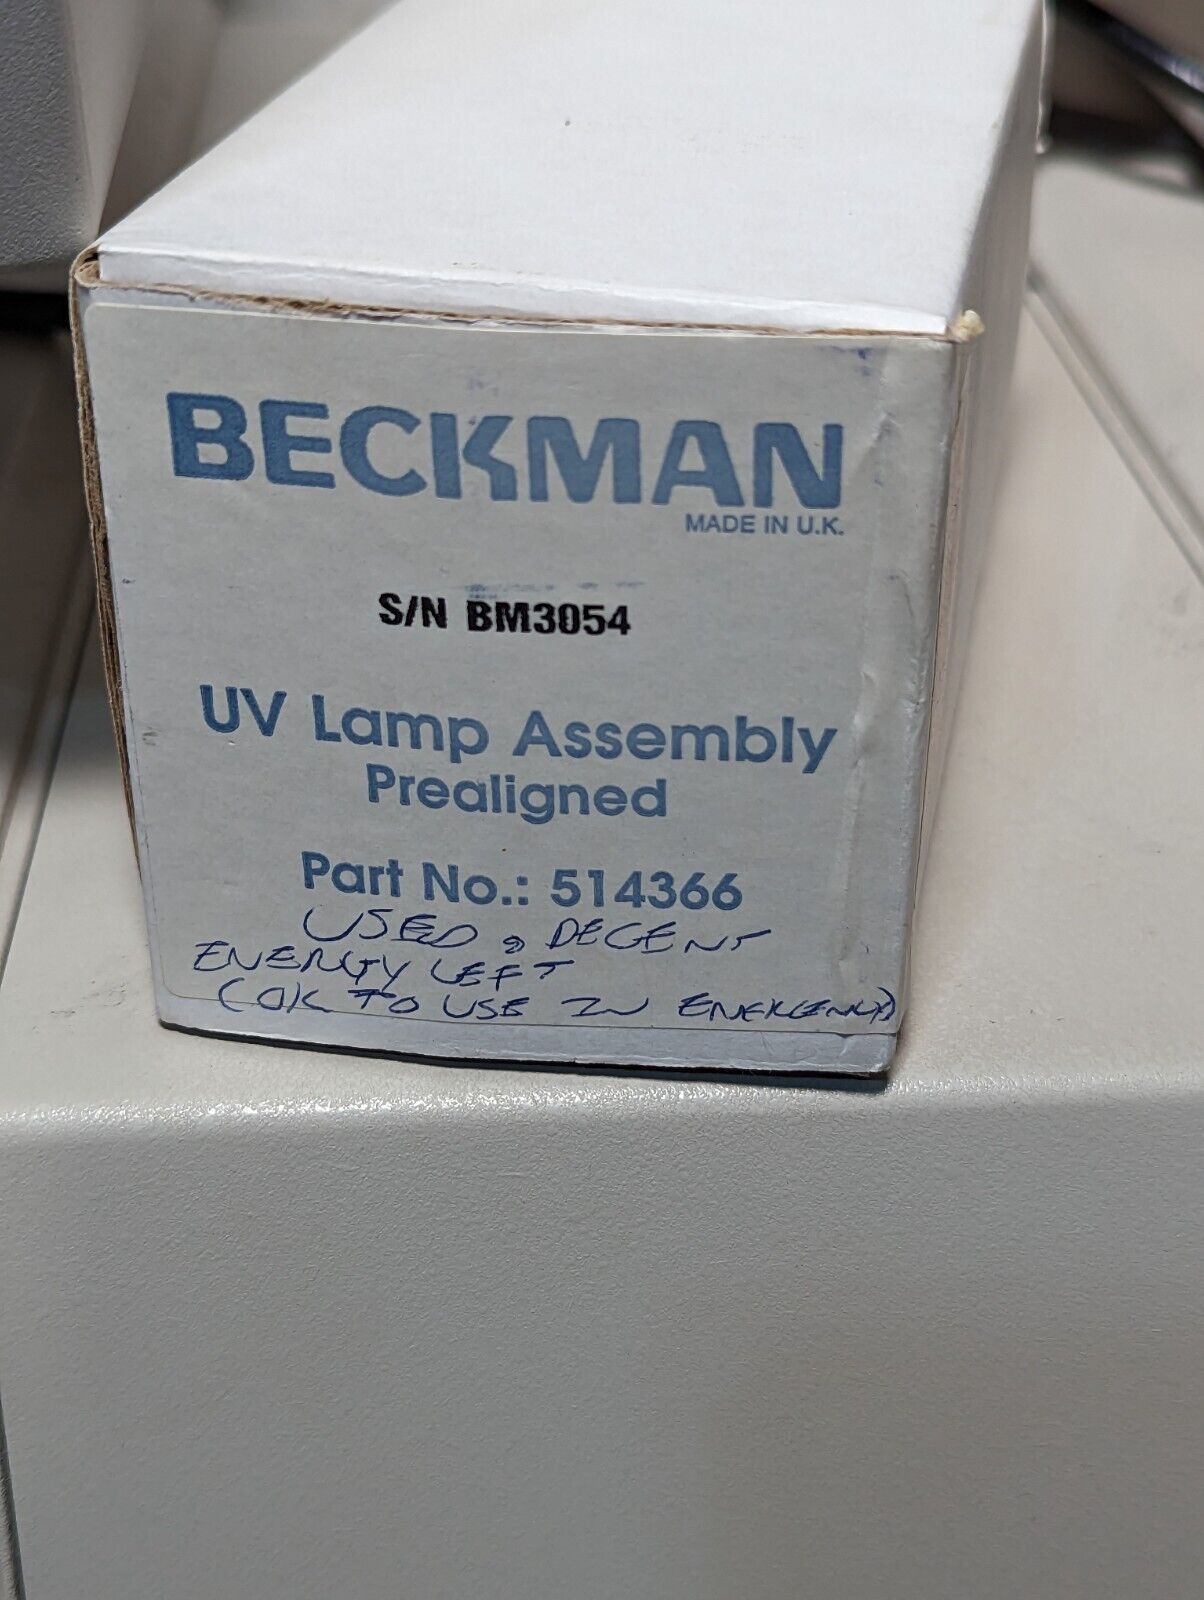 BECKMAN
MADE IN U.K.
S/N BM3054
UV Lamp Assembly
Prealigned
Part No.: 514366
USED, DECENT
ENERGY LEFT
(OK TO USE IN EMERGENCY)